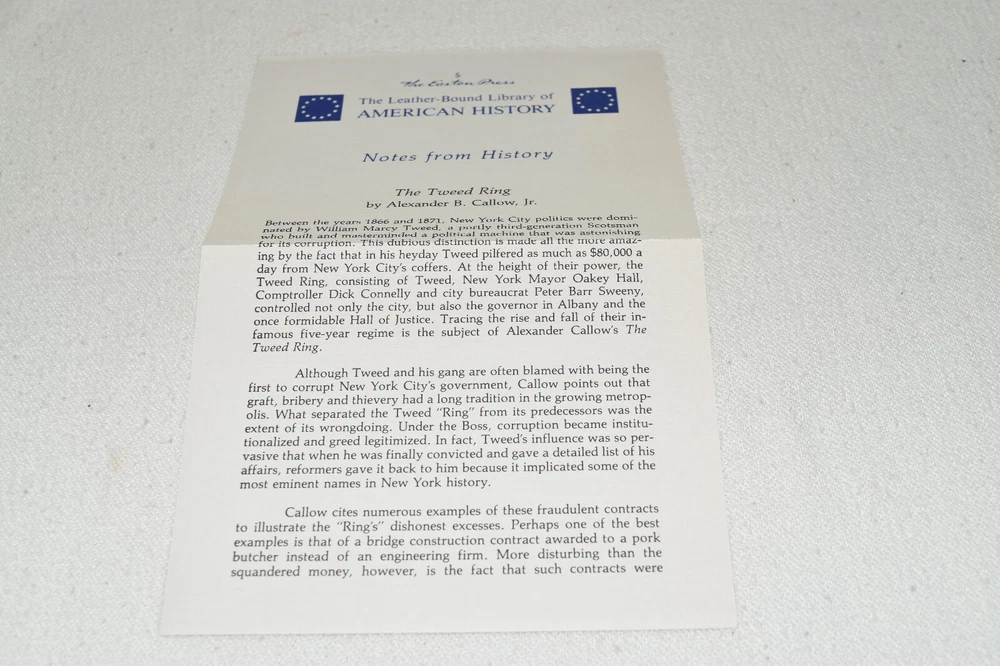 The Easton Press
The Leather-Bound Library of
AMERICAN HISTORY
Notes from History
The Tweed Ring
by Alexander B. Callow, Jr.
Between the years 1866 and 1871, New York City politics were domi-
nated by William Marcy Tweed, a portly third-generation Scotsman
who built and masterminded a political machine that was astonishing
for its corruption. This dubious distinction is made all the more amaz-
ing by the fact that in his heyday Tweed pilfered as much as $80,000 a
day from New York City's coffers. At the height of their power, the
Tweed Ring, consisting of Tweed, New York Mayor Oakey Hall,
Comptroller Dick Connelly and city bureaucrat Peter Barr Sweeny,
controlled not only the city, but also the governor in Albany and the
once formidable Hall of Justice. Tracing the rise and fall of their in-
famous five-year regime is the subject of Alexander Callow's The
Tweed Ring.
Although Tweed and his gang are often blamed with being the
first to corrupt New York City's government, Callow points out that
graft, bribery and thievery had a long tradition in the growing metrop-
olis. What separated the Tweed "Ring" from its predecessors was the
extent of its wrongdoing. Under the Boss, corruption became institu-
tionalized and greed legitimized. In fact, Tweed's influence was so per-
vasive that when he was finally convicted and gave a detailed list of his
affairs, reformers gave it back to him because it implicated some of the
most eminent names in New York history.
Callow cites numerous examples of these fraudulent contracts
to illustrate the "Ring's" dishonest excesses. Perhaps one of the best
examples is that of a bridge construction contract awarded to a pork
butcher instead of an engineering firm. More disturbing than the
squandered money, however, is the fact that such contracts were